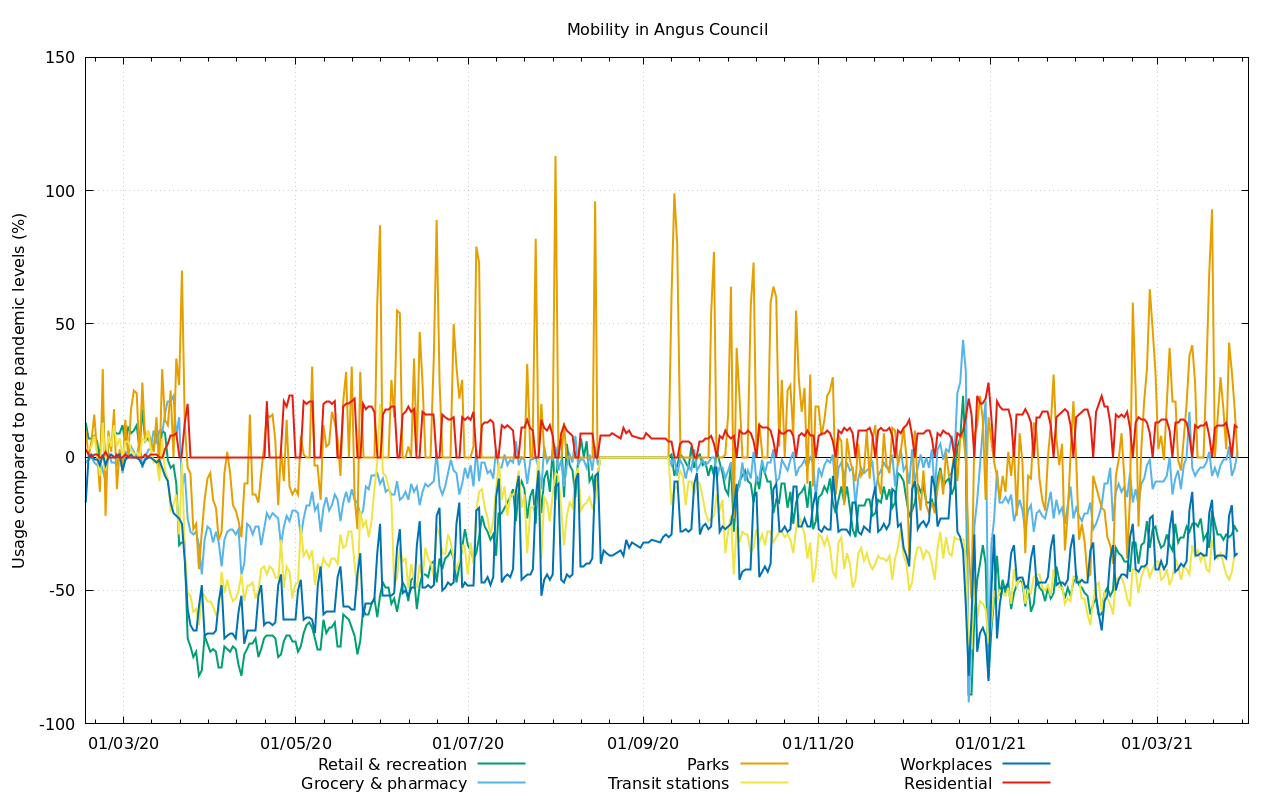 Mobility in Angus Council
Usage compared to pre pandemic levels (%)
150
100
50
0
-50
-100
01/03/20 01/05/20 01/07/20 01/09/20 01/11/20 01/01/21 01/03/21
Retail & recreation Parks Workplaces
Grocery & pharmacy Transit stations Residential